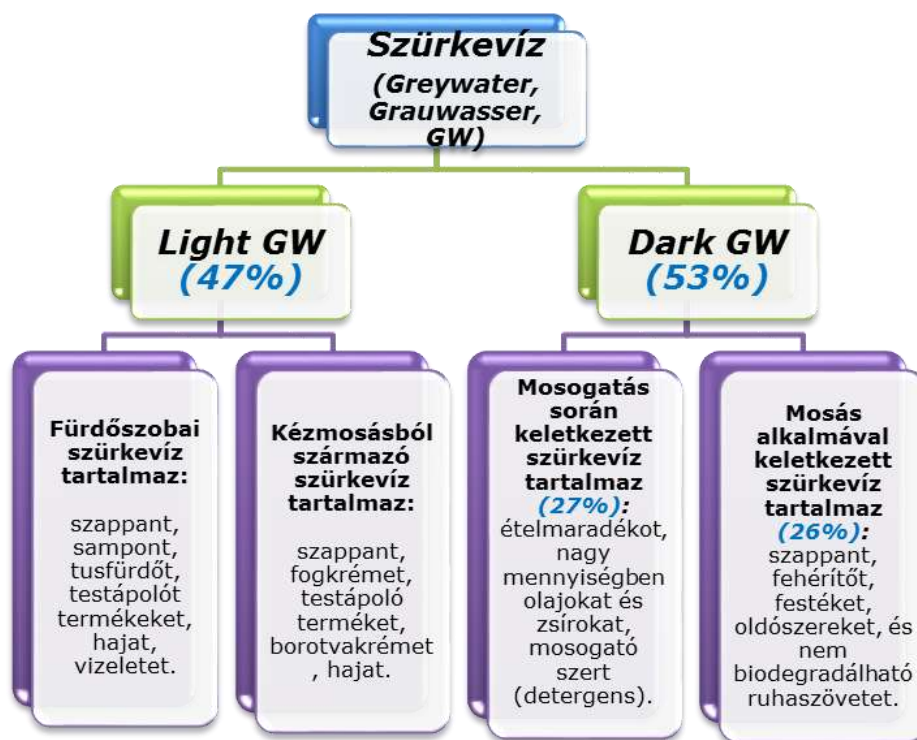 Szürkevíz
(Greywater,
Grauwasser,
GW)
Light GW
(47%)
Dark GW
(53%)
Fürdőszobai
szürkevíz
tartalmaz:
szappant,
sampont,
tusfürdőt,
testápolót
termékeket,
hajat,
vizeletet.
Kézmosásból
származó
szürkevíz
tartalmaz:
szappant,
fogkrémet,
testápoló
terméket,
borotvakrémet
, hajat.
Mosogatás
során
keletkezett
szürkevíz
tartalmaz
(27%):
ételmaradékot,
nagy
mennyiségben
olajokat és
zsírokat,
mosogató
szert
(detergens).
Mosás
alkalmával
keletkezett
szürkevíz
tartalmaz
(26%):
szappant,
fehérítőt,
festéket,
oldószereket, és
nem
biodegradálható
ruhaszövetet.